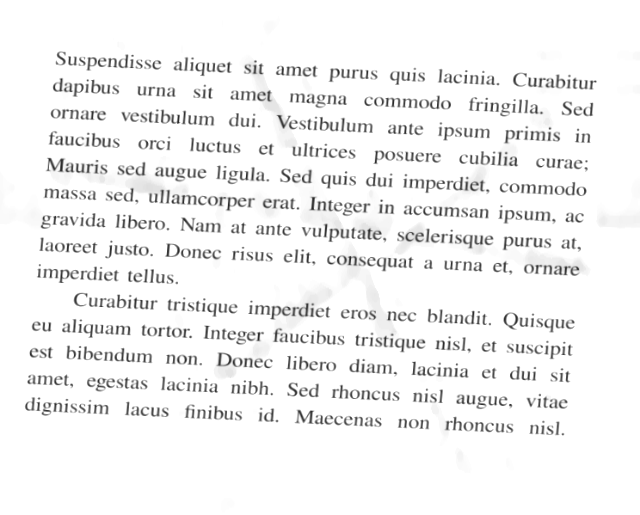 Suspendisse aliquet sit amet purus quis lacinia. Curabitur
dapibus urna sit amet magna commodo fringilla. Sed
ornare vestibulum dui. Vestibulum ante ipsum primis in
faucibus orci luctus et ultrices posuere cubilia curae;
Mauris sed augue ligula. Sed quis dui imperdiet, commodo
massa sed, ullamcorper erat. Integer in accumsan ipsum, ac
gravida libero. Nam at ante vulputate, scelerisque purus at,
laoreet justo. Donec risus elit, consequat a urna et, ornare
imperdiet tellus.
Curabitur tristique imperdiet eros nec blandit. Quisque
eu aliquam tortor. Integer faucibus tristique nisl, et suscipit
est bibendum non. Donec libero diam, lacinia et dui sit
amet, egestas lacinia nibh. Sed rhoncus nisl augue, vitae
dignissim lacus finibus id. Maecenas non rhoncus nisl.